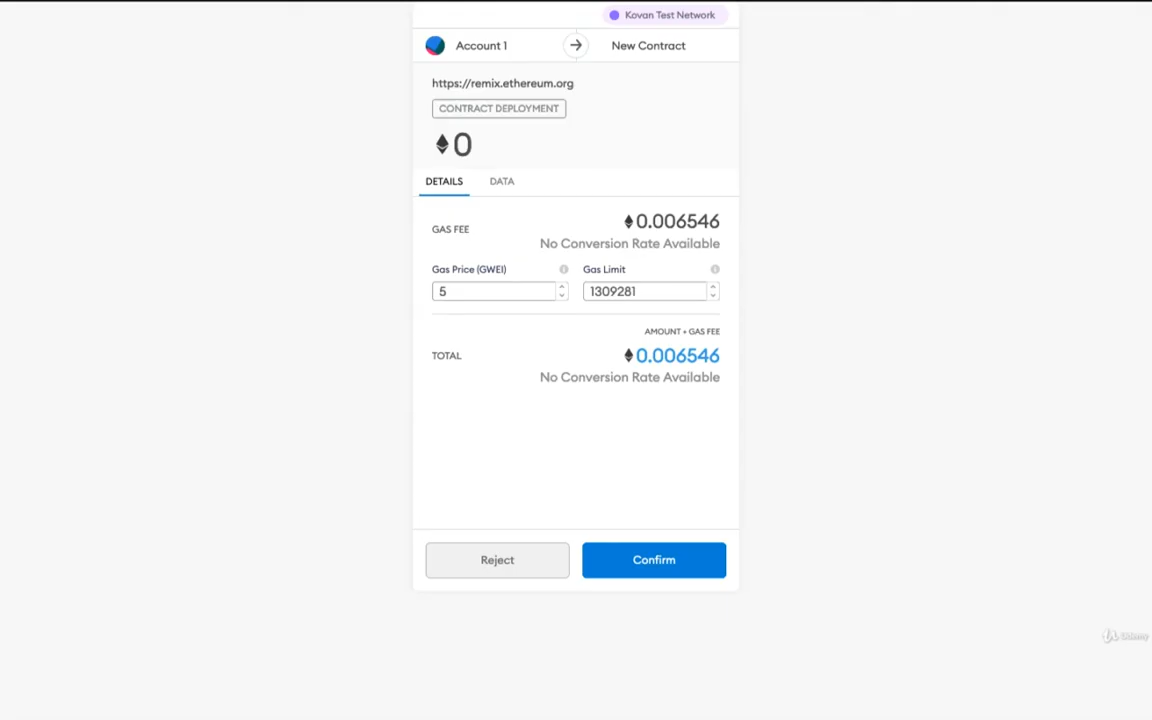 Kovan Test Network
Account 1 New Contract
https://remix.ethereum.org
CONTRACT DEPLOYMENT
0
DETAILS DATA
GAS FEE 0.006546
No Conversion Rate Available
Gas Price (GWEI) Gas Limit
5 1309281
AMOUNT + GAS FEE
TOTAL 0.006546
No Conversion Rate Available
Reject Confirm
Udemy